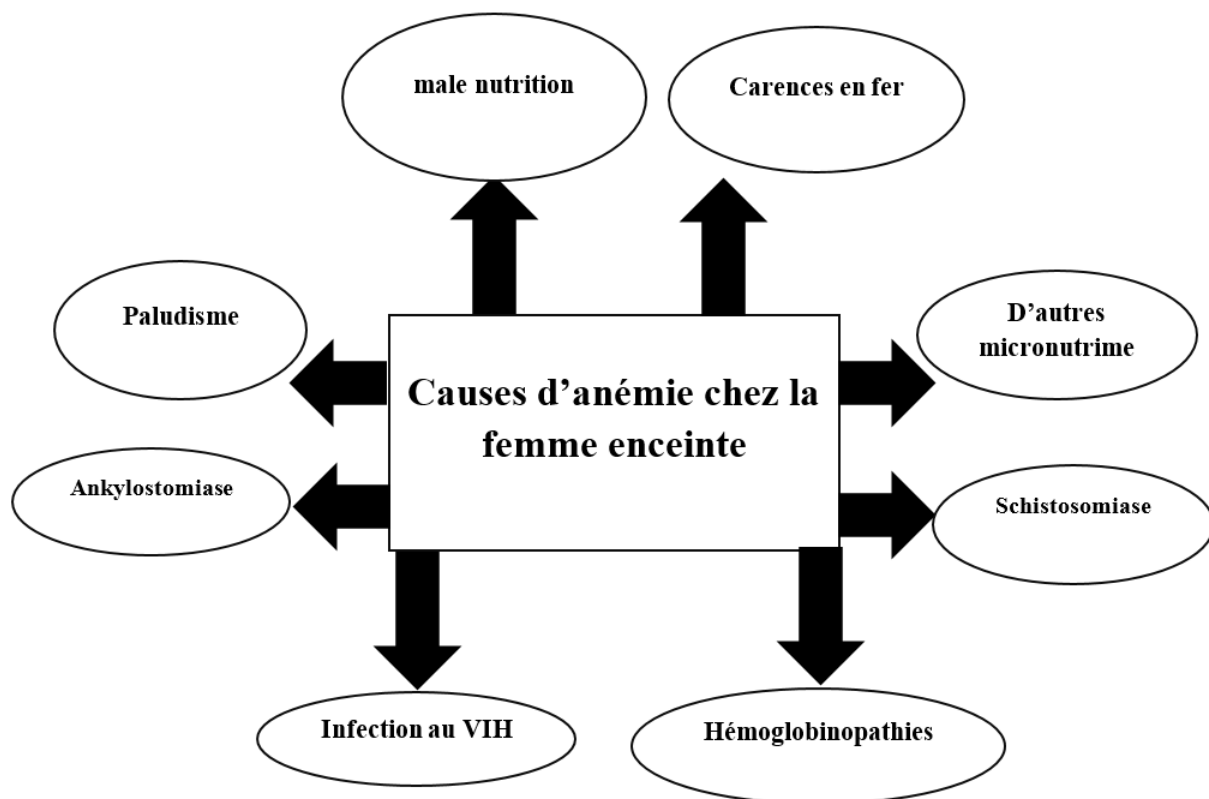 male nutrition
Carences en fer
Paludisme
D’autres
micronutrime
Causes d’anémie chez la
femme enceinte
Ankylostomiase
Schistosomiase
Infection au VIH
Hémoglobinopathies